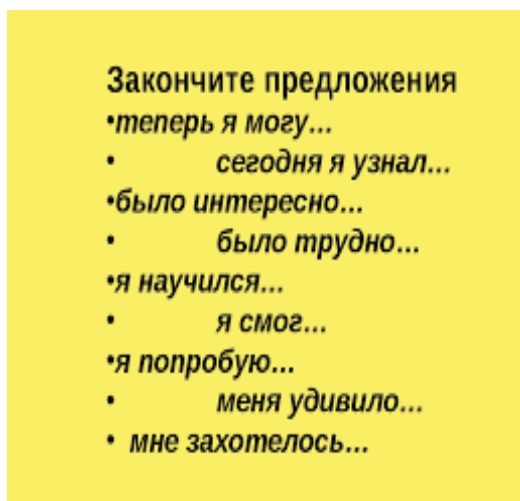 Закончите предложения
•теперь я могу...
• сегодня я узнал...
•было интересно...
• было трудно...
•я научился...
• я смог...
•я попробую...
• меня удивило...
• мне захотелось...